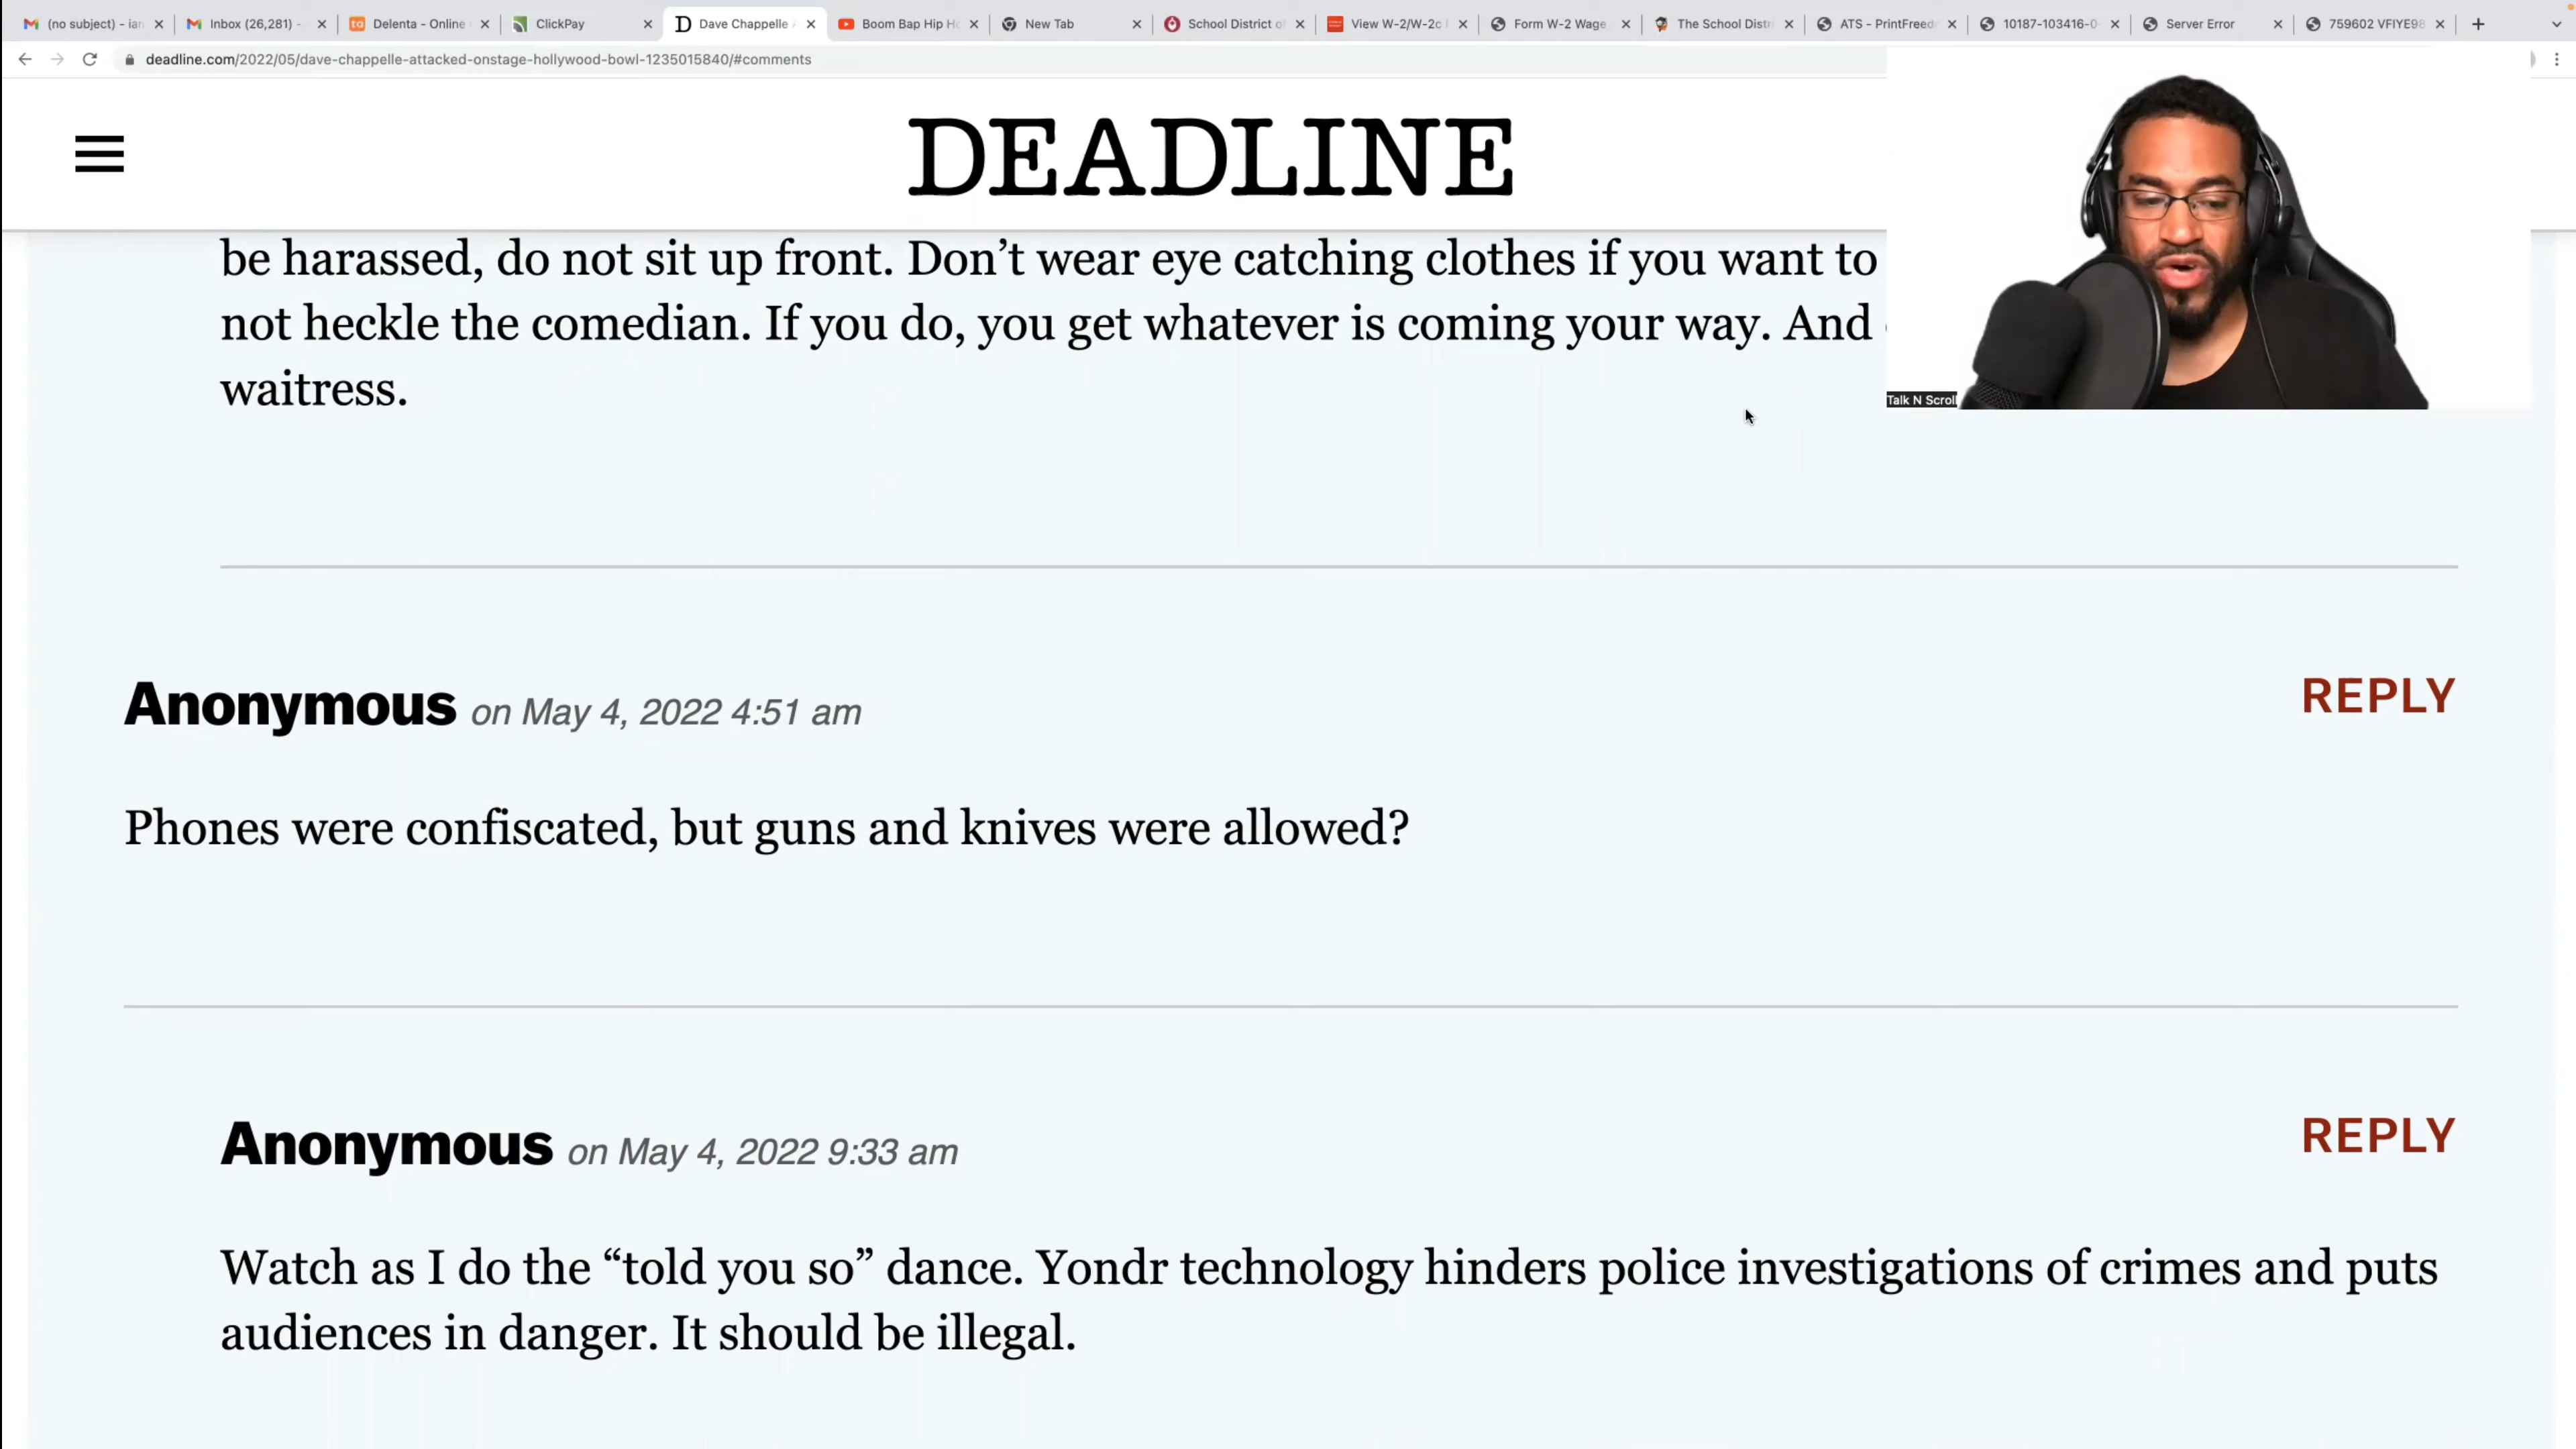 (no subject) - ian
Inbox (26,281) -
Delenta - Online
ClickPay
Dave Chappelle A
Boom Bap Hip Ho
New Tab
School District of
View W-2/W-2c
Form W-2 Wage
The School Distr
ATS - PrintFreed
10187-103416-0
Server Error
759602 VFIYE98
deadline.com/2022/05/dave-chappelle-attacked-onstage-hollywood-bowl-1235015840/#comments
DEADLINE
be harassed, do not sit up front. Don’t wear eye catching clothes if you want to
not heckle the comedian. If you do, you get whatever is coming your way. And
waitress.
Talk N Scroll
Anonymous on May 4, 2022 4:51 am
REPLY
Phones were confiscated, but guns and knives were allowed?
Anonymous on May 4, 2022 9:33 am
REPLY
Watch as I do the “told you so” dance. Yondr technology hinders police investigations of crimes and puts
audiences in danger. It should be illegal.